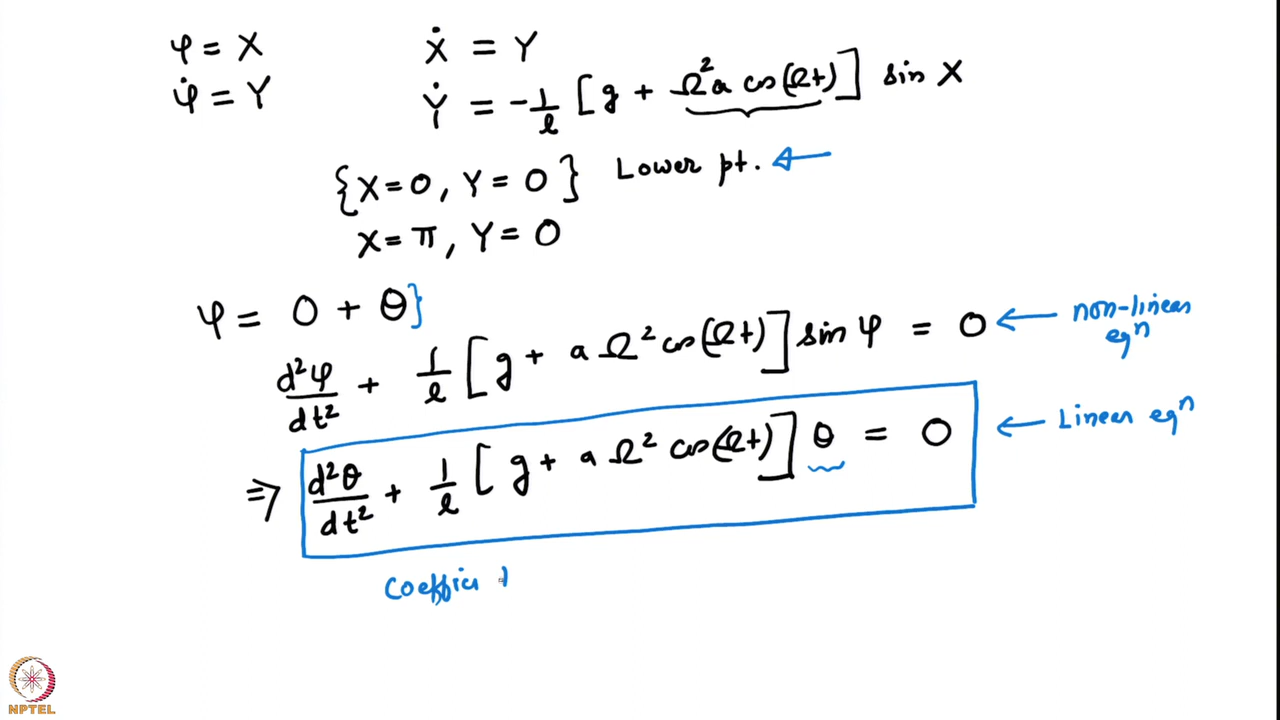 φ = X    Ẋ = Y
φ̇ = Y    Ẏ = -1/l [g + Ω²a cos(Ωt)] sin X
{X=0, Y=0} Lower pt. ←
X=π, Y=0
φ = 0 + θ}
d²φ/dt² + 1/l [g + aΩ² cos(Ωt)] sin φ = 0 ← non-linear
eqⁿ
⇒ d²θ/dt² + 1/l [g + aΩ² cos(Ωt)] θ = 0 ← Linear eqⁿ
Coeffici
NPTEL